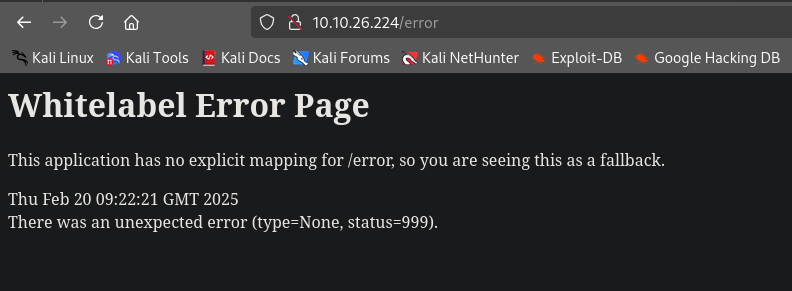 10.10.26.224/error
Kali Linux Kali Tools Kali Docs Kali Forums Kali NetHunter Exploit-DB Google Hacking DB
Whitelabel Error Page
This application has no explicit mapping for /error, so you are seeing this as a fallback.
Thu Feb 20 09:22:21 GMT 2025
There was an unexpected error (type=None, status=999).